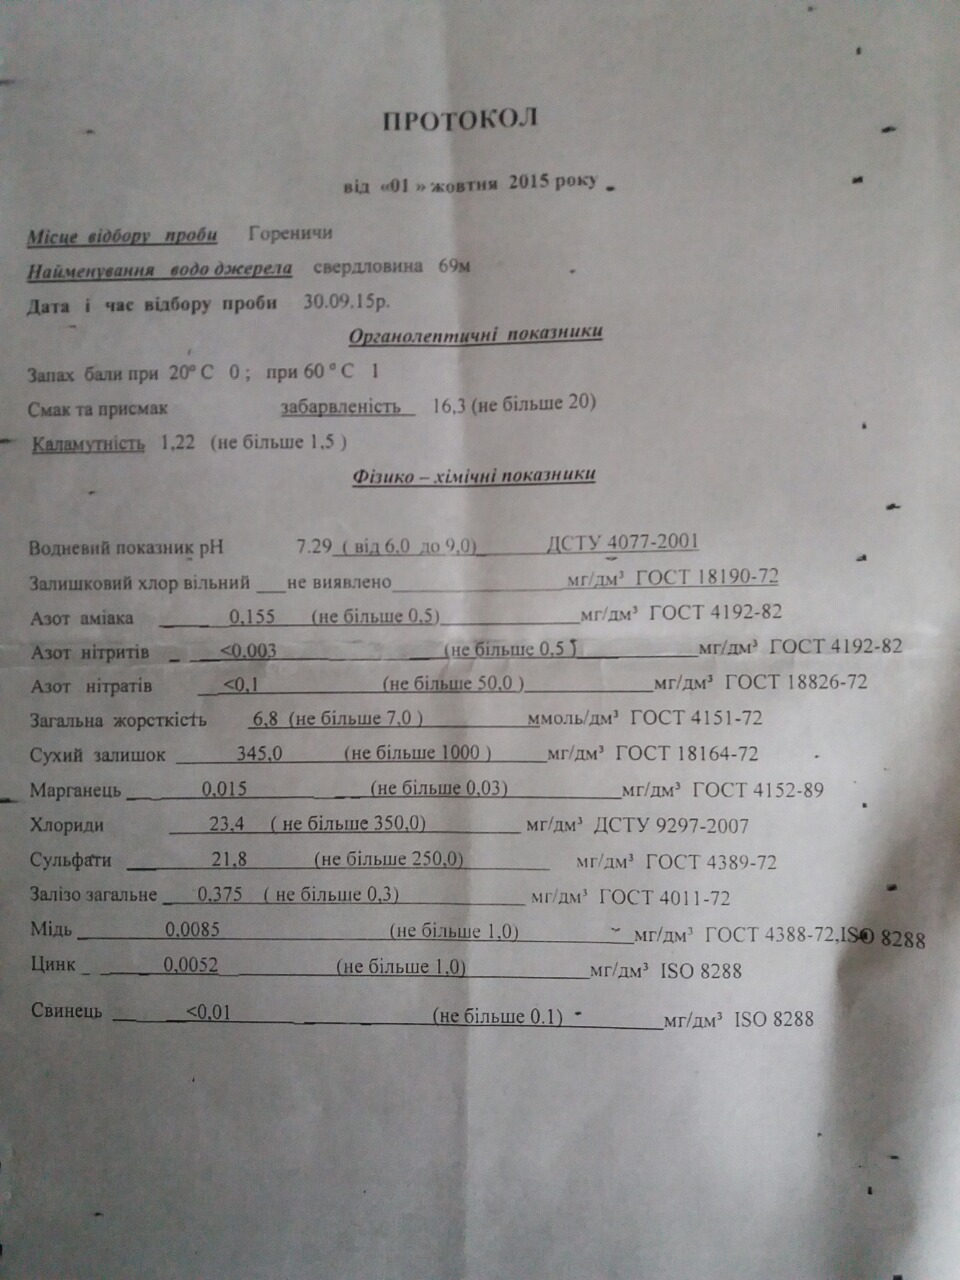 ПРОТОКОЛ
від «01 » жовтня 2015 року
Місце відбору проби Гореничи
Найменування водо джерела свердловина 69м
Дата і час відбору проби 30.09.15р.
Органолептичні показники
Запах бали при 20º С 0 ; при 60 º С 1
Смак та присмак забарвленість 16,3 (не більше 20)
Каламутність 1,22 (не більше 1,5 )
Фізико – хімічні показники
Водневий показник рН 7.29 ( від 6,0 до 9,0) ДСТУ 4077-2001
Залишковий хлор вільний не виявлено мг/дм³ ГОСТ 18190-72
Азот аміака 0,155 (не більше 0,5) мг/дм³ ГОСТ 4192-82
Азот нітритів <0,003 (не більше 0,5 ) мг/дм³ ГОСТ 4192-82
Азот нітратів <0,1 (не більше 50,0 ) мг/дм³ ГОСТ 18826-72
Загальна жорсткість 6,8 (не більше 7,0 ) ммоль/дм³ ГОСТ 4151-72
Сухий залишок 345,0 (не більше 1000 ) мг/дм³ ГОСТ 18164-72
Марганець 0,015 (не більше 0,03) мг/дм³ ГОСТ 4152-89
Хлориди 23,4 ( не більше 350,0) мг/дм³ ДСТУ 9297-2007
Сульфати 21,8 (не більше 250,0) мг/дм³ ГОСТ 4389-72
Залізо загальне 0,375 ( не більше 0,3) мг/дм³ ГОСТ 4011-72
Мідь 0,0085 (не більше 1,0) мг/дм³ ГОСТ 4388-72,ISO 8288
Цинк 0,0052 (не більше 1,0) мг/дм³ ISO 8288
Свинець <0,01 (не більше 0.1) мг/дм³ ISO 8288